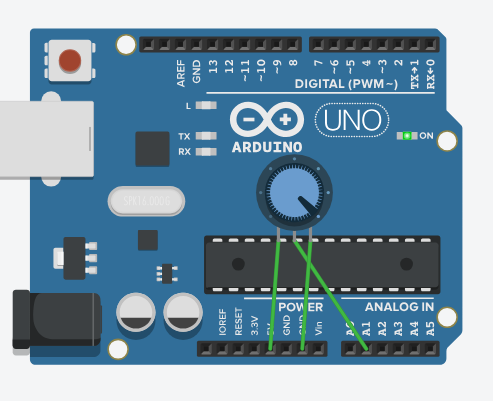 AREF
GND
13
12
~11
~10
~9
8
7
~6
~5
4
~3
2
TX→1
RX←0
DIGITAL (PWM~)
L
TX
RX
UNO
ARDUINO
ON
SPK16.000G
POWER
ANALOG IN
IOREF
RESET
3.3V
5V
GND
GND
Vin
A0
A1
A2
A3
A4
A5